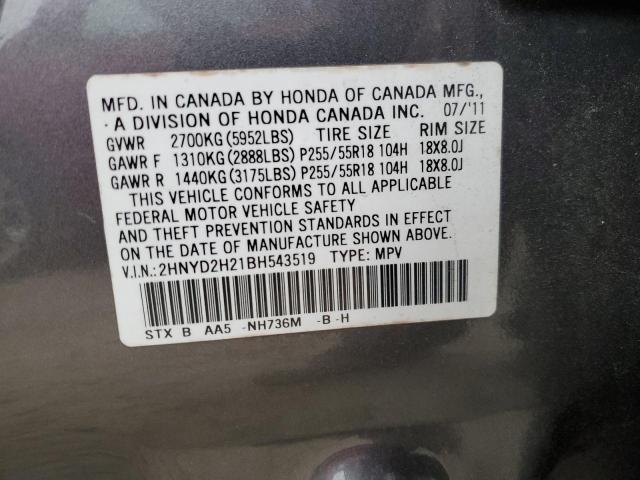 MFD. IN CANADA BY HONDA OF CANADA MFG.,
A DIVISION OF HONDA CANADA INC. 07/'11
GVWR 2700KG(5952LBS) TIRE SIZE RIM SIZE
GAWR F 1310KG(2888LBS) P255/55R18 104H 18X8.0J
GAWR R 1440KG(3175LBS) P255/55R18 104H 18X8.0J
THIS VEHICLE CONFORMS TO ALL APPLICABLE
FEDERAL MOTOR VEHICLE SAFETY
AND THEFT PREVENTION STANDARDS IN EFFECT
ON THE DATE OF MANUFACTURE SHOWN ABOVE.
V.I.N.: 2HNYD2H21BH543519 TYPE: MPV
STX B AA5 -NH736M -B-H